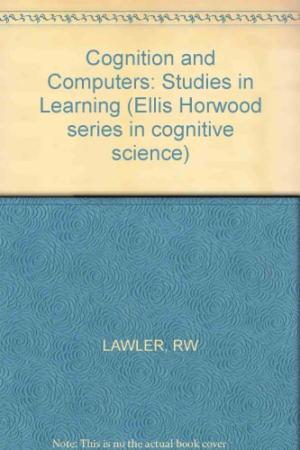 Cognition and
Computers: Studies in
Learning (Ellis Horwood
series in cognitive
science)
LAWLER, RW
Note: This is no the actual book cover